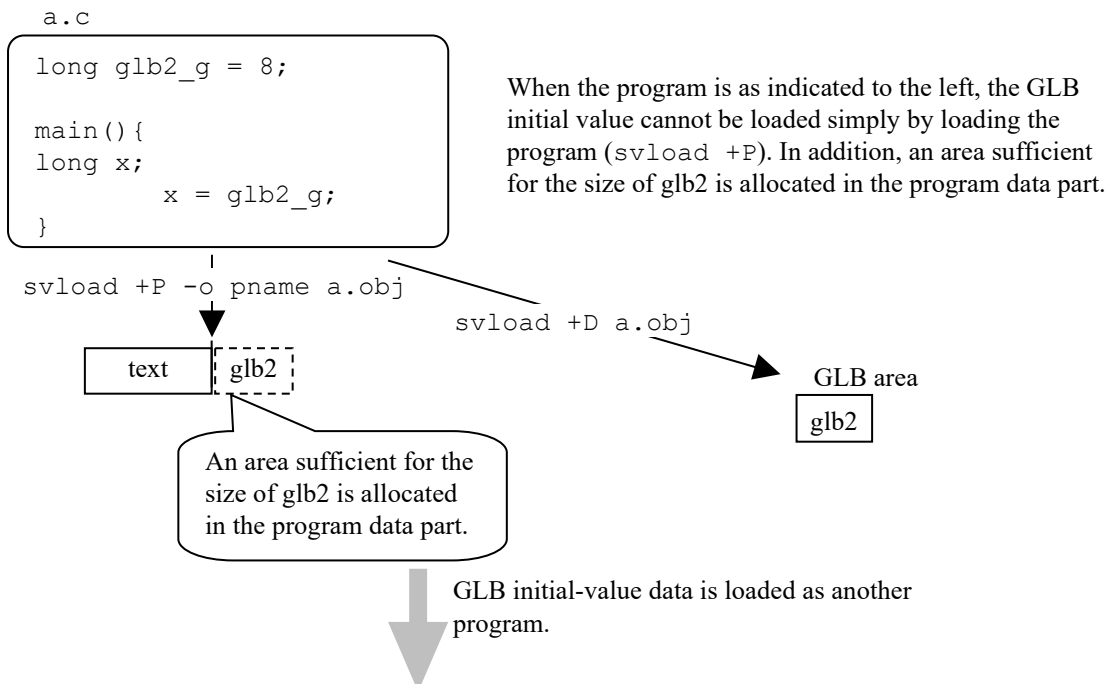 a.c
long glb2_g = 8;
main(){
long x;
x = glb2_g;
}
When the program is as indicated to the left, the GLB
initial value cannot be loaded simply by loading the
program (svload +P). In addition, an area sufficient
for the size of glb2 is allocated in the program data part.
svload +P -o pname a.obj
svload +D a.obj
text
glb2
GLB area
glb2
An area sufficient for the
size of glb2 is allocated
in the program data part.
GLB initial-value data is loaded as another
program.